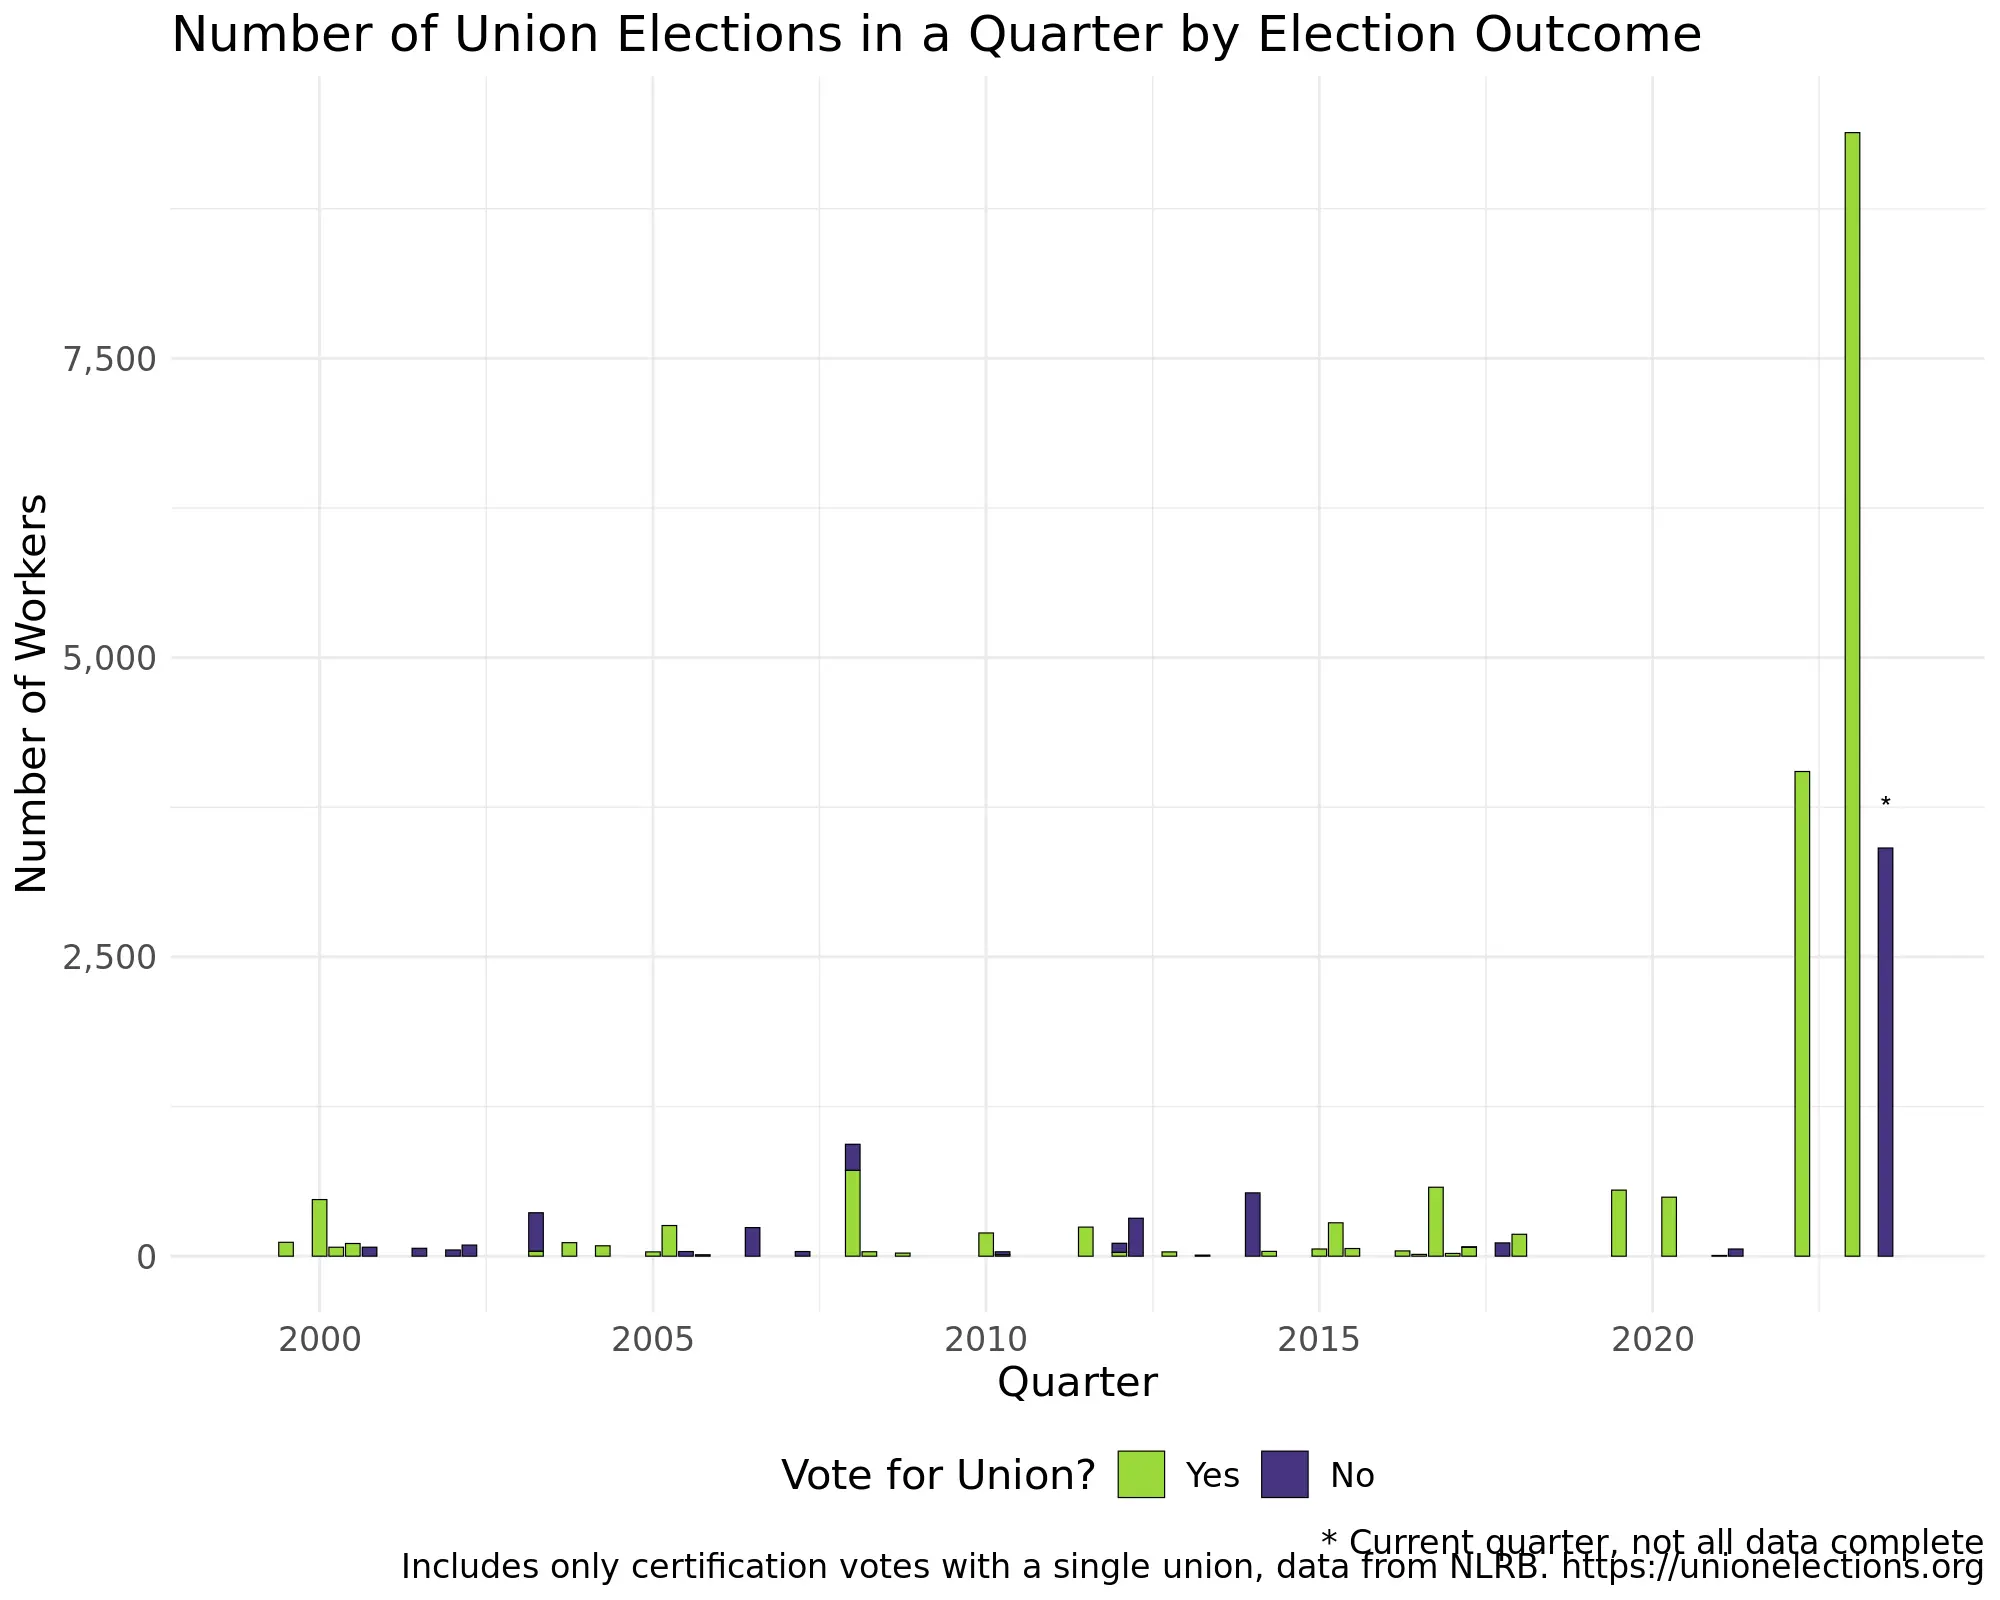 Number of Union Elections in a Quarter by Election Outcome
Number of Workers
7,500
5,000
2,500
0
*
2000 2005 2010 2015 2020
Quarter
Vote for Union? Yes No
* Current quarter, not all data complete
Includes only certification votes with a single union, data from NLRB. https://unionelections.org